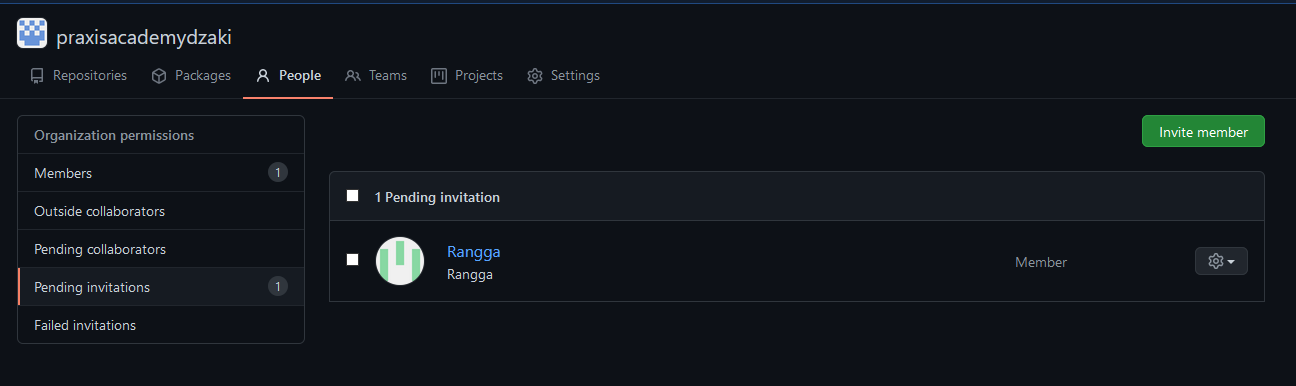 praxisacademydzaki
Repositories Packages People Teams Projects Settings
Organization permissions
Members 1
Outside collaborators
Pending collaborators
Pending invitations 1
Failed invitations
Invite member
1 Pending invitation
Rangga
Rangga
Member